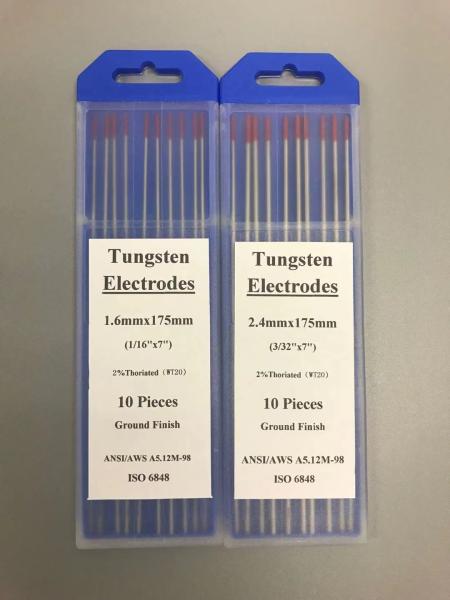 Tungsten
Electrodes
1.6mmx175mm
(1/16"x7")
2%Thoriated (WT20)
10 Pieces
Ground Finish
ANSI/AWS A5.12M-98
ISO 6848
Tungsten
Electrodes
2.4mmx175mm
(3/32"x7")
2%Thoriated (WT20)
10 Pieces
Ground Finish
ANSI/AWS A5.12M-98
ISO 6848